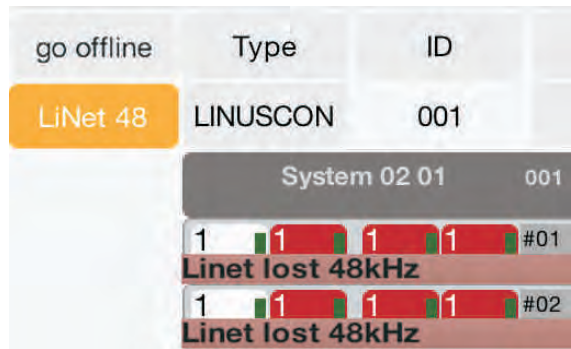 go offline Type ID
LiNet 48 LINUSCON 001
System 02 01 001
1 1 1 1 #01
Linet lost 48kHz
1 1 1 1 #02
Linet lost 48kHz